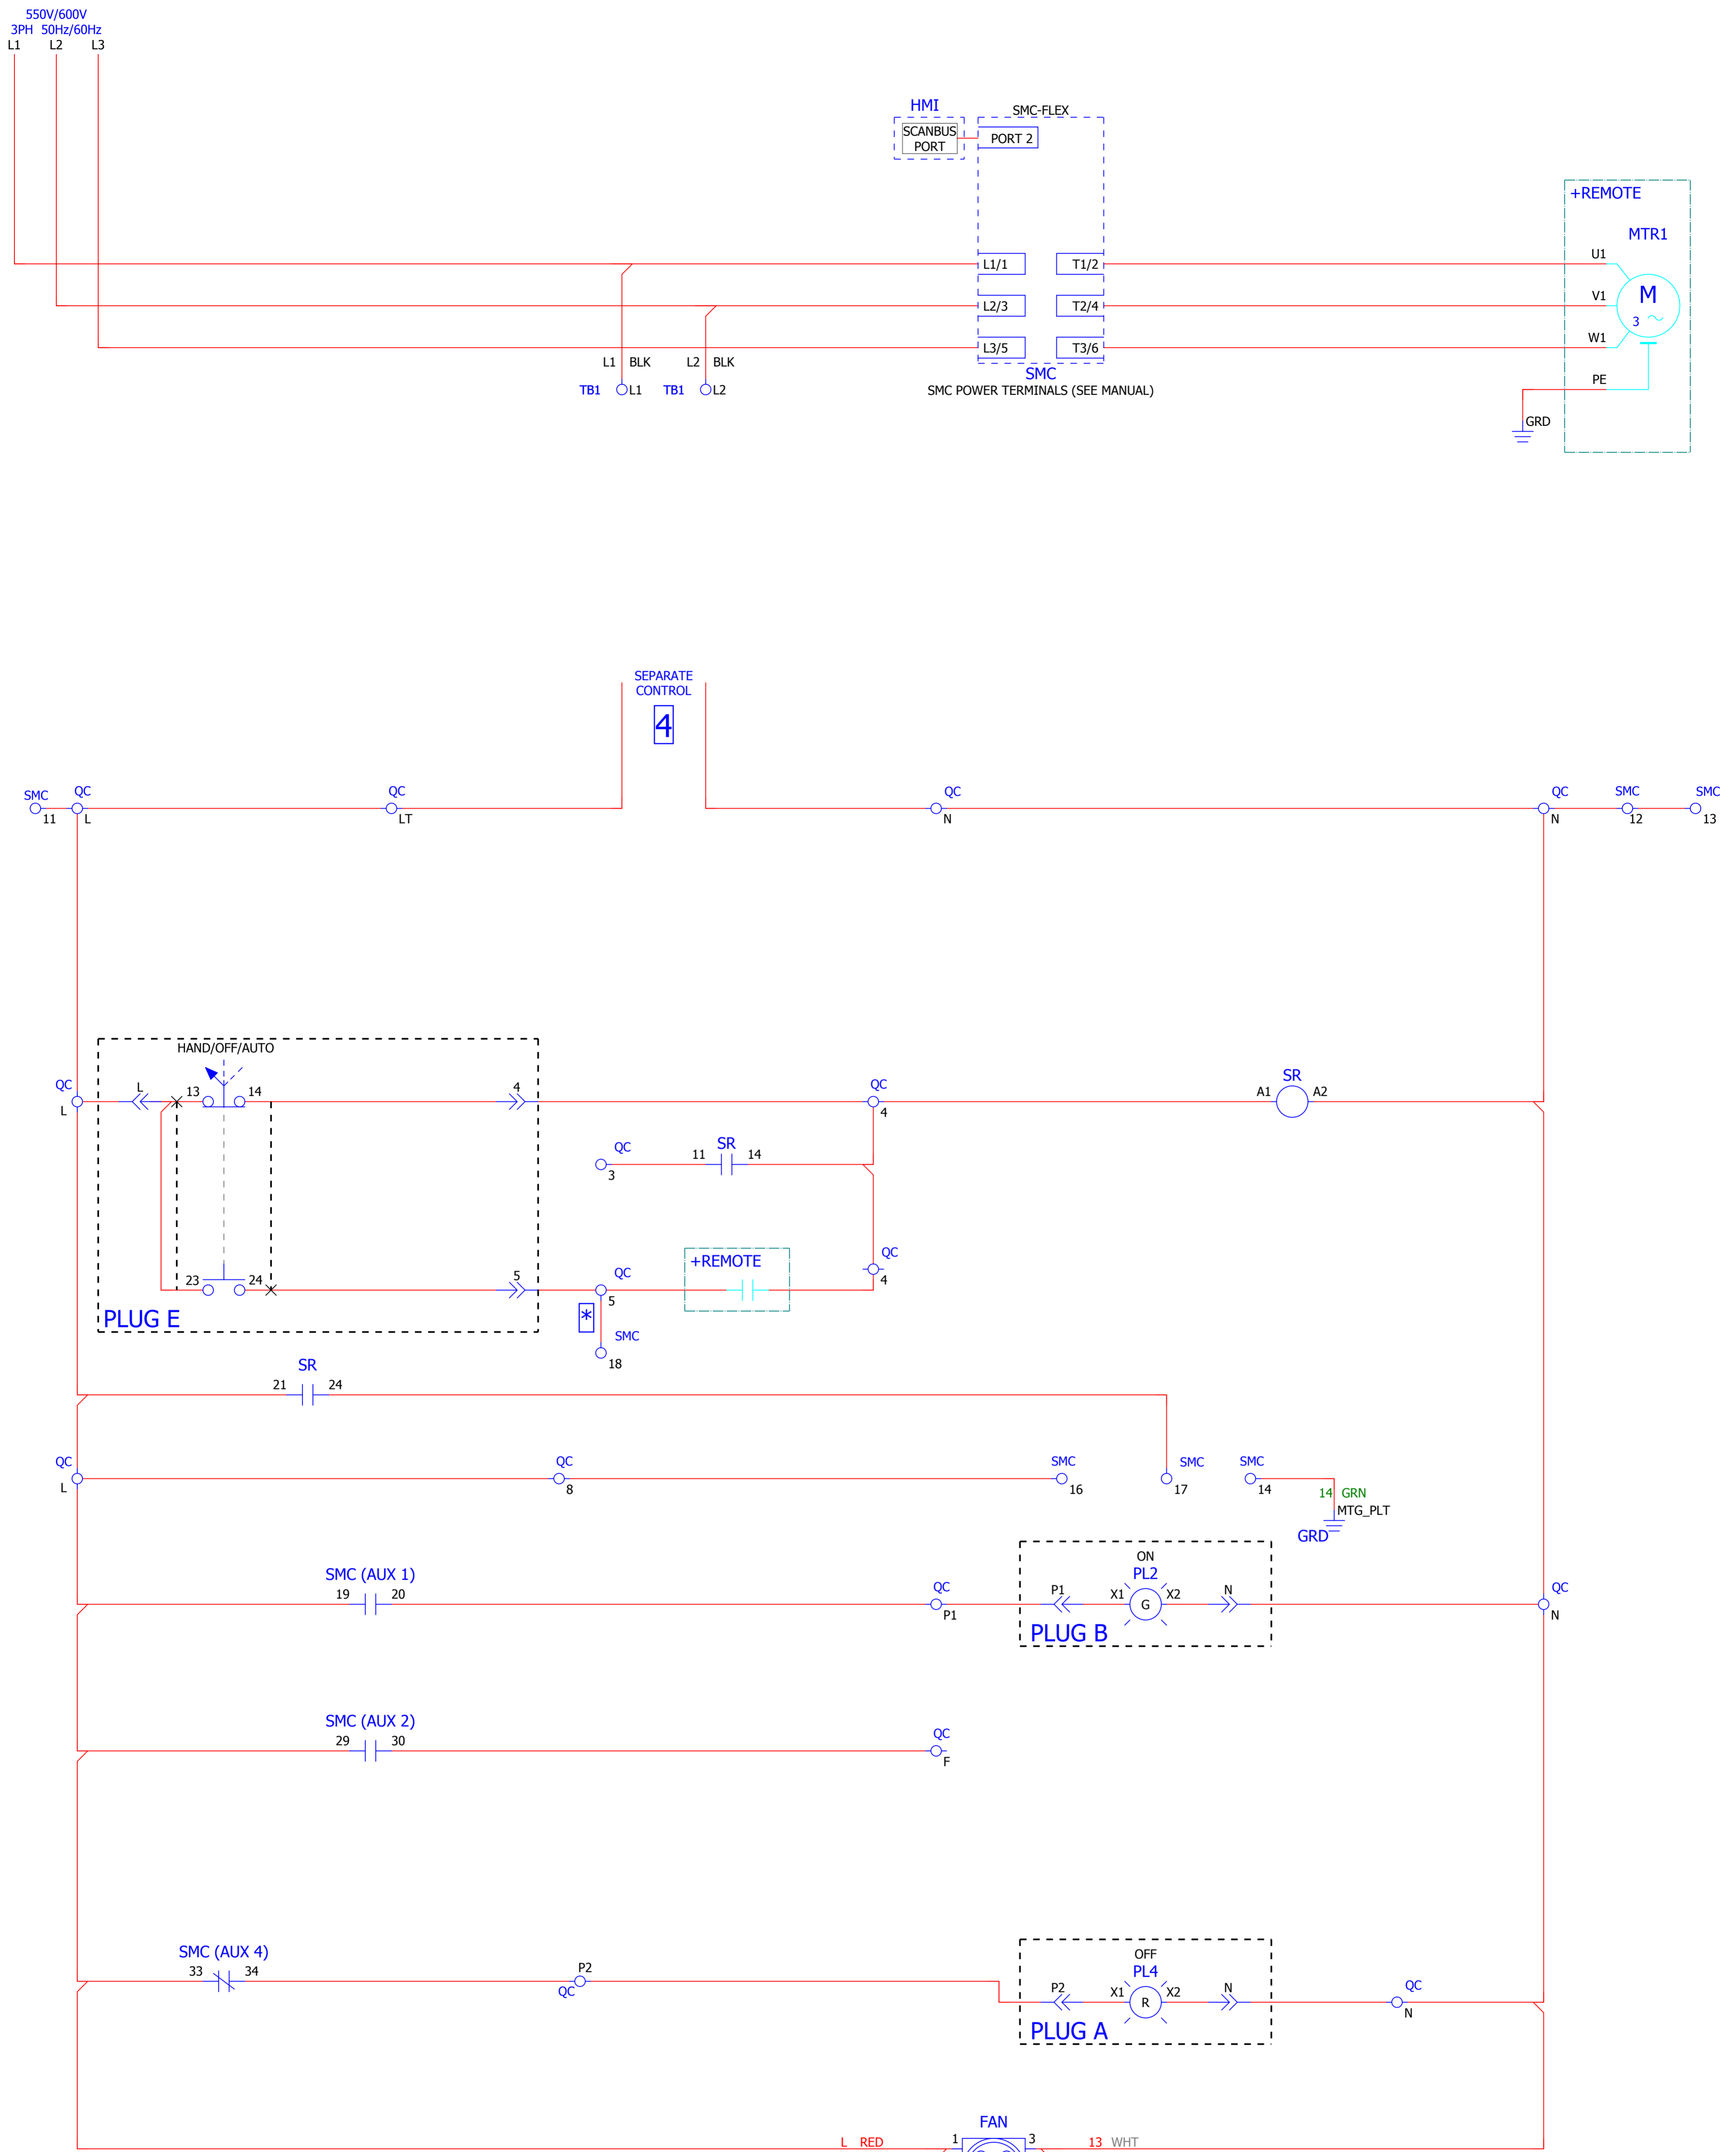 550V/600V
3PH 50Hz/60Hz
L1 L2 L3
HMI
SCANBUS
PORT
SMC-FLEX
PORT 2
+REMOTE
MTR1
L1/1 T1/2 U1
L2/3 T2/4 V1
M
3
L3/5 T3/6 W1
L1 BLK L2 BLK
SMC
PE
TB1 L1 TB1 L2
SMC POWER TERMINALS (SEE MANUAL)
GRD
SEPARATE
CONTROL
4
SMC QC QC QC QC SMC SMC
11 L LT N N 12 13
HAND/OFF/AUTO
QC L 13 14 4 QC SR
L 4 A1 A2
QC SR
3 11 14
+REMOTE
QC
4
23 24 5 QC
5
PLUG E
*
SMC
18
SR
21 24
QC QC SMC SMC SMC
L 8 16 17 14
14 GRN
MTG_PLT
GRD
ON
SMC (AUX 1) PL2
19 20 QC P1 X1 G X2 N QC
P1 N
PLUG B
SMC (AUX 2)
29 30 QC
F
SMC (AUX 4) OFF
33 34 P2 PL4
QC P2 X1 R X2 N QC
N
PLUG A
FAN
L RED 1 3 13 WHT